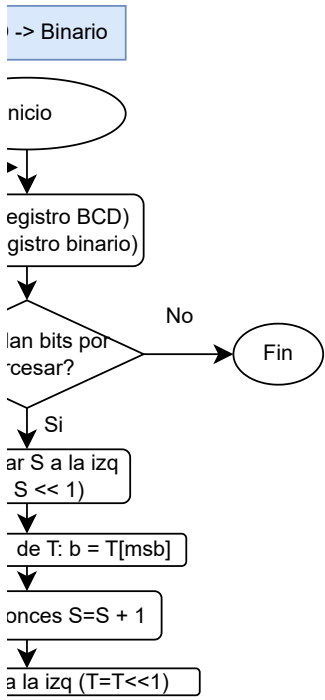 -> Binario
nicio
egistro BCD)
gistro binario)
No
dan bits por
rcesar?
Fin
Si
ar S a la izq
S << 1)
de T: b = T[msb]
onces S=S + 1
a la izq (T=T<<1)